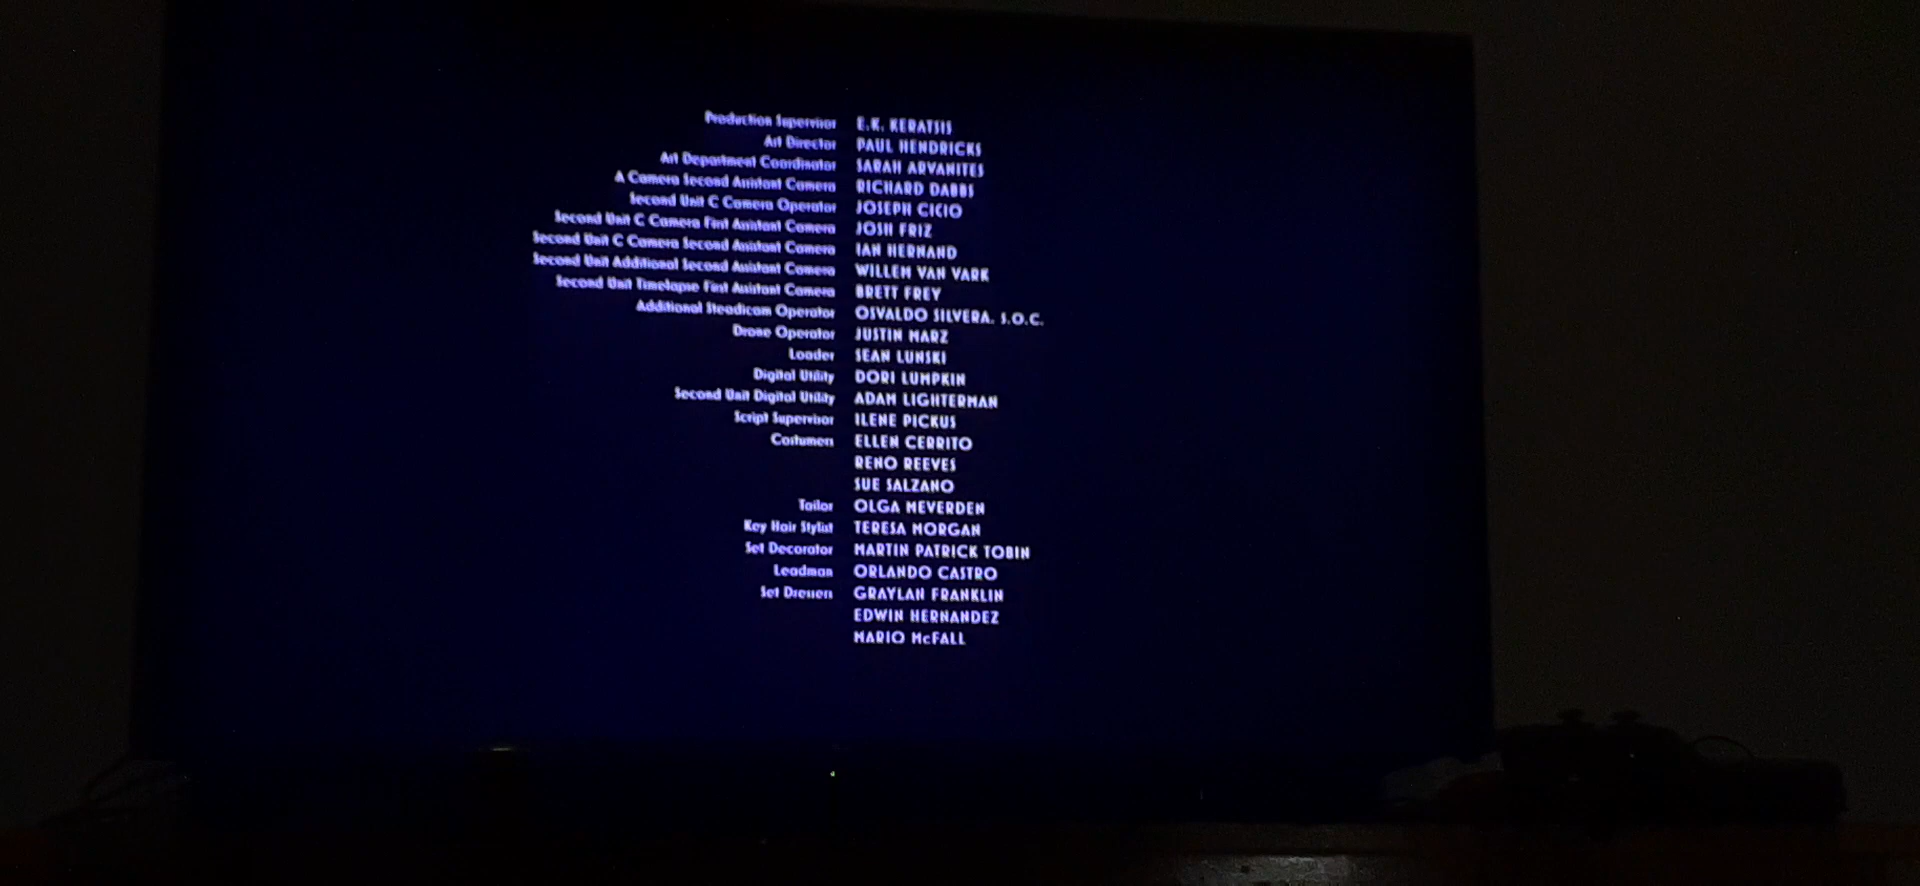 Production Supervisor E.K. KERATSIS
Art Director PAUL HENDRICKS
Art Department Coordinator SARAH ARVANITES
A Camera Second Assistant Camera RICHARD DABBS
Second Unit C Camera Operator JOSEPH CICIO
Second Unit C Camera First Assistant Camera JOSH FRIZ
Second Unit C Camera Second Assistant Camera IAN HERNAND
Second Unit Additional Second Assistant Camera WILLEM VAN VARK
Second Unit Timelapse First Assistant Camera BRETT FREY
Additional Steadicam Operator OSVALDO SILVERA, S.O.C.
Drone Operator JUSTIN MARZ
Loader SEAN LUNSKI
Digital Utility DORI LUMPKIN
Second Unit Digital Utility ADAM LIGHTERMAN
Script Supervisor ILENE PICKUS
Costumers ELLEN CERRITO
RENO REEVES
SUE SALZANO
Tailor OLGA MEVERDEN
Key Hair Stylist TERESA MORGAN
Set Decorator MARTIN PATRICK TOBIN
Leadman ORLANDO CASTRO
Set Dressers GRAYLAN FRANKLIN
EDWIN HERNANDEZ
MARIO McFALL